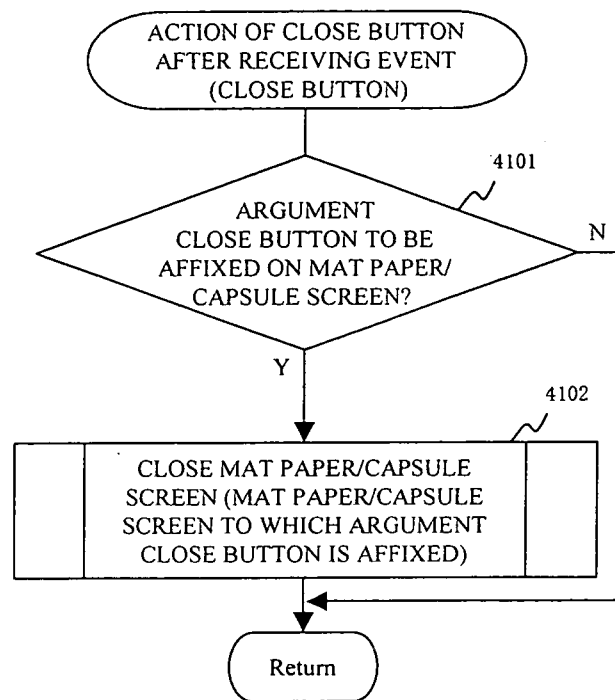 ACTION OF CLOSE BUTTON
AFTER RECEIVING EVENT
(CLOSE BUTTON)
4101
ARGUMENT
CLOSE BUTTON TO BE
AFFIXED ON MAT PAPER/
CAPSULE SCREEN?
N
Y
4102
CLOSE MAT PAPER/CAPSULE
SCREEN (MAT PAPER/CAPSULE
SCREEN TO WHICH ARGUMENT
CLOSE BUTTON IS AFFIXED)
Return